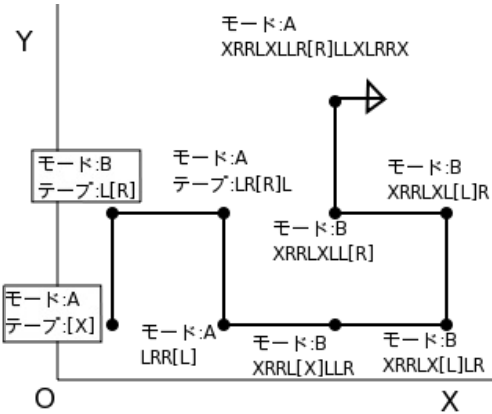 モード:A
XRRLXLLR[R]LLXLRRX
Y
モード:B
テープ:L[R]
モード:A
テープ:LR[R]L
モード:B
XRRLXL[L]R
モード:B
XRRLXLL[R]
モード:A
テープ:[X]
モード:A
LRR[L]
モード:B
XRRL[X]LLR
モード:B
XRRLX[L]LR
O
X